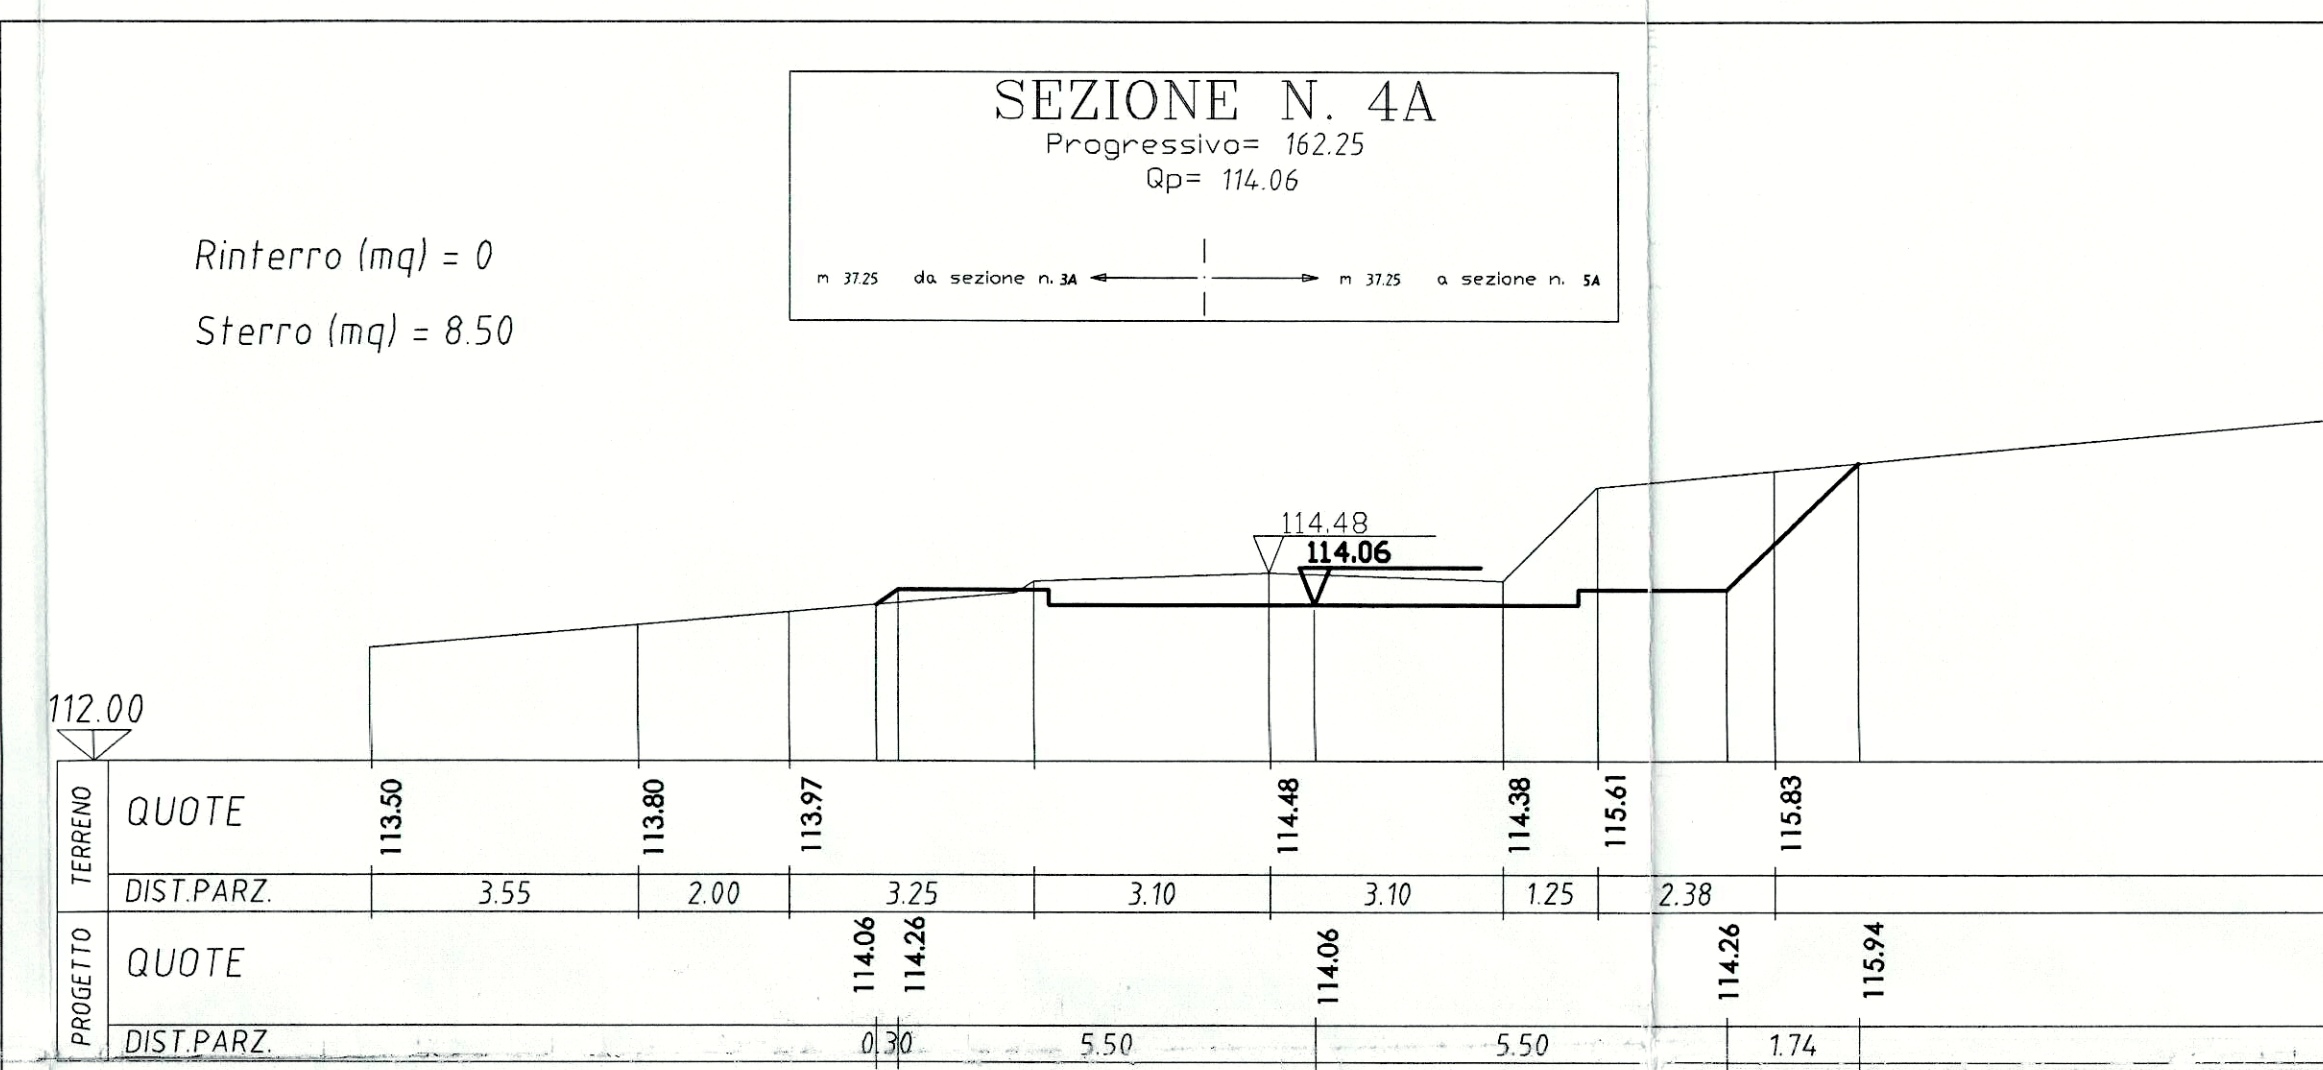 SEZIONE N. 4A
Progressivo= 162.25
Qp= 114.06
m 37.25 da sezione n. 3A m 37.25 a sezione n. 5A
Rinterro (mq) = 0
Sterro (mq) = 8.50
114.48
114.06
112.00
TERRENO
QUOTE 113.50 113.80 113.97 114.48 114.38 115.61 115.83
DIST.PARZ. 3.55 2.00 3.25 3.10 3.10 1.25 2.38
PROGETTO
QUOTE 114.06 114.26 114.06 114.26 115.94
DIST.PARZ. 0.30 5.50 5.50 1.74